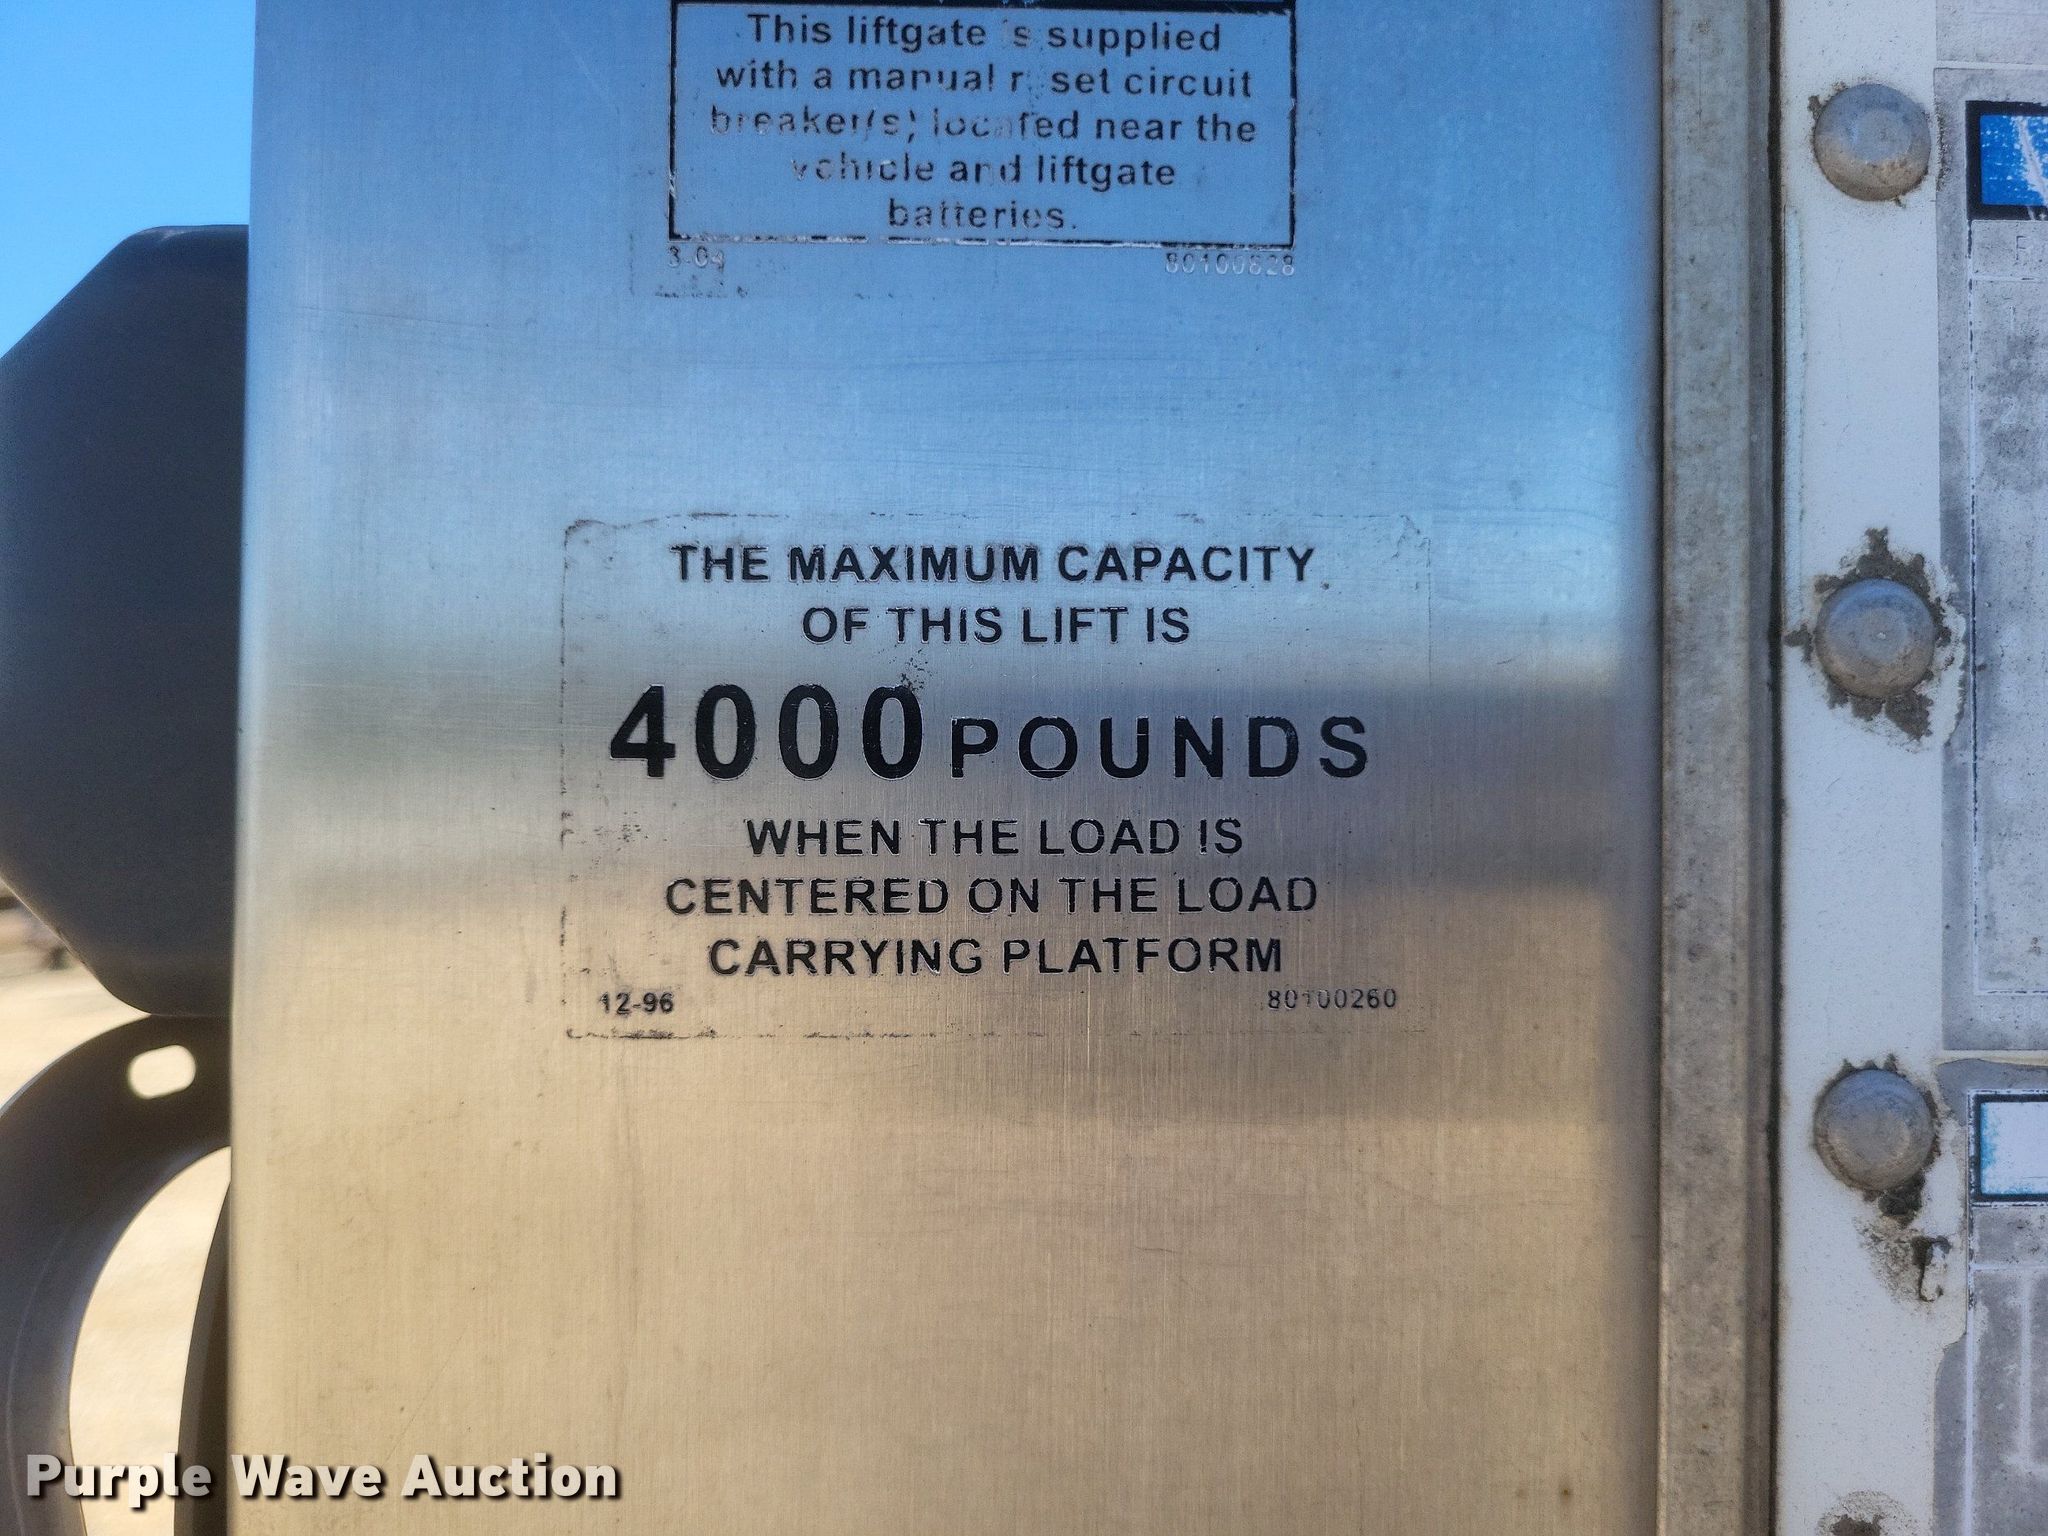 This liftgate is supplied
with a manual reset circuit
breaker(s) located near the
vehicle and liftgate
batteries.
3-04 80100828
THE MAXIMUM CAPACITY
OF THIS LIFT IS
4000 POUNDS
WHEN THE LOAD IS
CENTERED ON THE LOAD
CARRYING PLATFORM
12-96 80100260
Purple Wave Auction